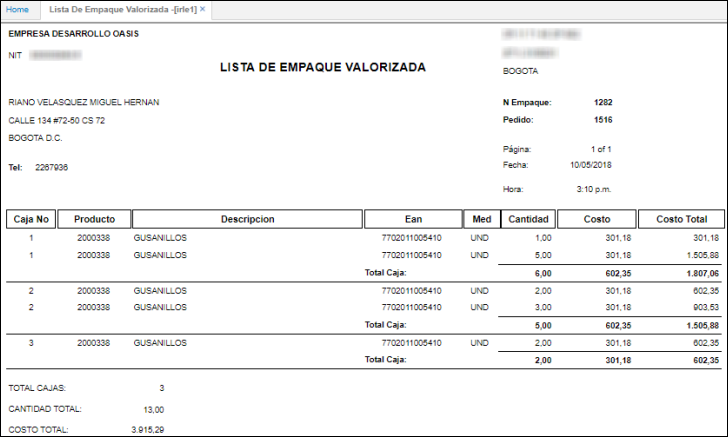 Home Lista De Empaque Valorizada -[irle1] ×
EMPRESA DESARROLLO OASIS
NIT
LISTA DE EMPAQUE VALORIZADA
BOGOTA
RIANO VELASQUEZ MIGUEL HERNAN
N Empaque: 1282
CALLE 134 #72-50 CS 72
Pedido: 1516
BOGOTA D.C.
Página: 1 of 1
Tel: 2267936
Fecha: 10/05/2018
Hora: 3:10 p.m.
Caja No Producto Descripcion Ean Med Cantidad Costo Costo Total
1 2000338 GUSANILLOS 7702011005410 UND 1,00 301,18 301,18
1 2000338 GUSANILLOS 7702011005410 UND 5,00 301,18 1.505,88
Total Caja: 6,00 602,35 1.807,06
2 2000338 GUSANILLOS 7702011005410 UND 2,00 301,18 602,35
2 2000338 GUSANILLOS 7702011005410 UND 3,00 301,18 903,53
Total Caja: 5,00 602,35 1.505,88
3 2000338 GUSANILLOS 7702011005410 UND 2,00 301,18 602,35
Total Caja: 2,00 301,18 602,35
TOTAL CAJAS: 3
CANTIDAD TOTAL: 13,00
COSTO TOTAL: 3.915,29